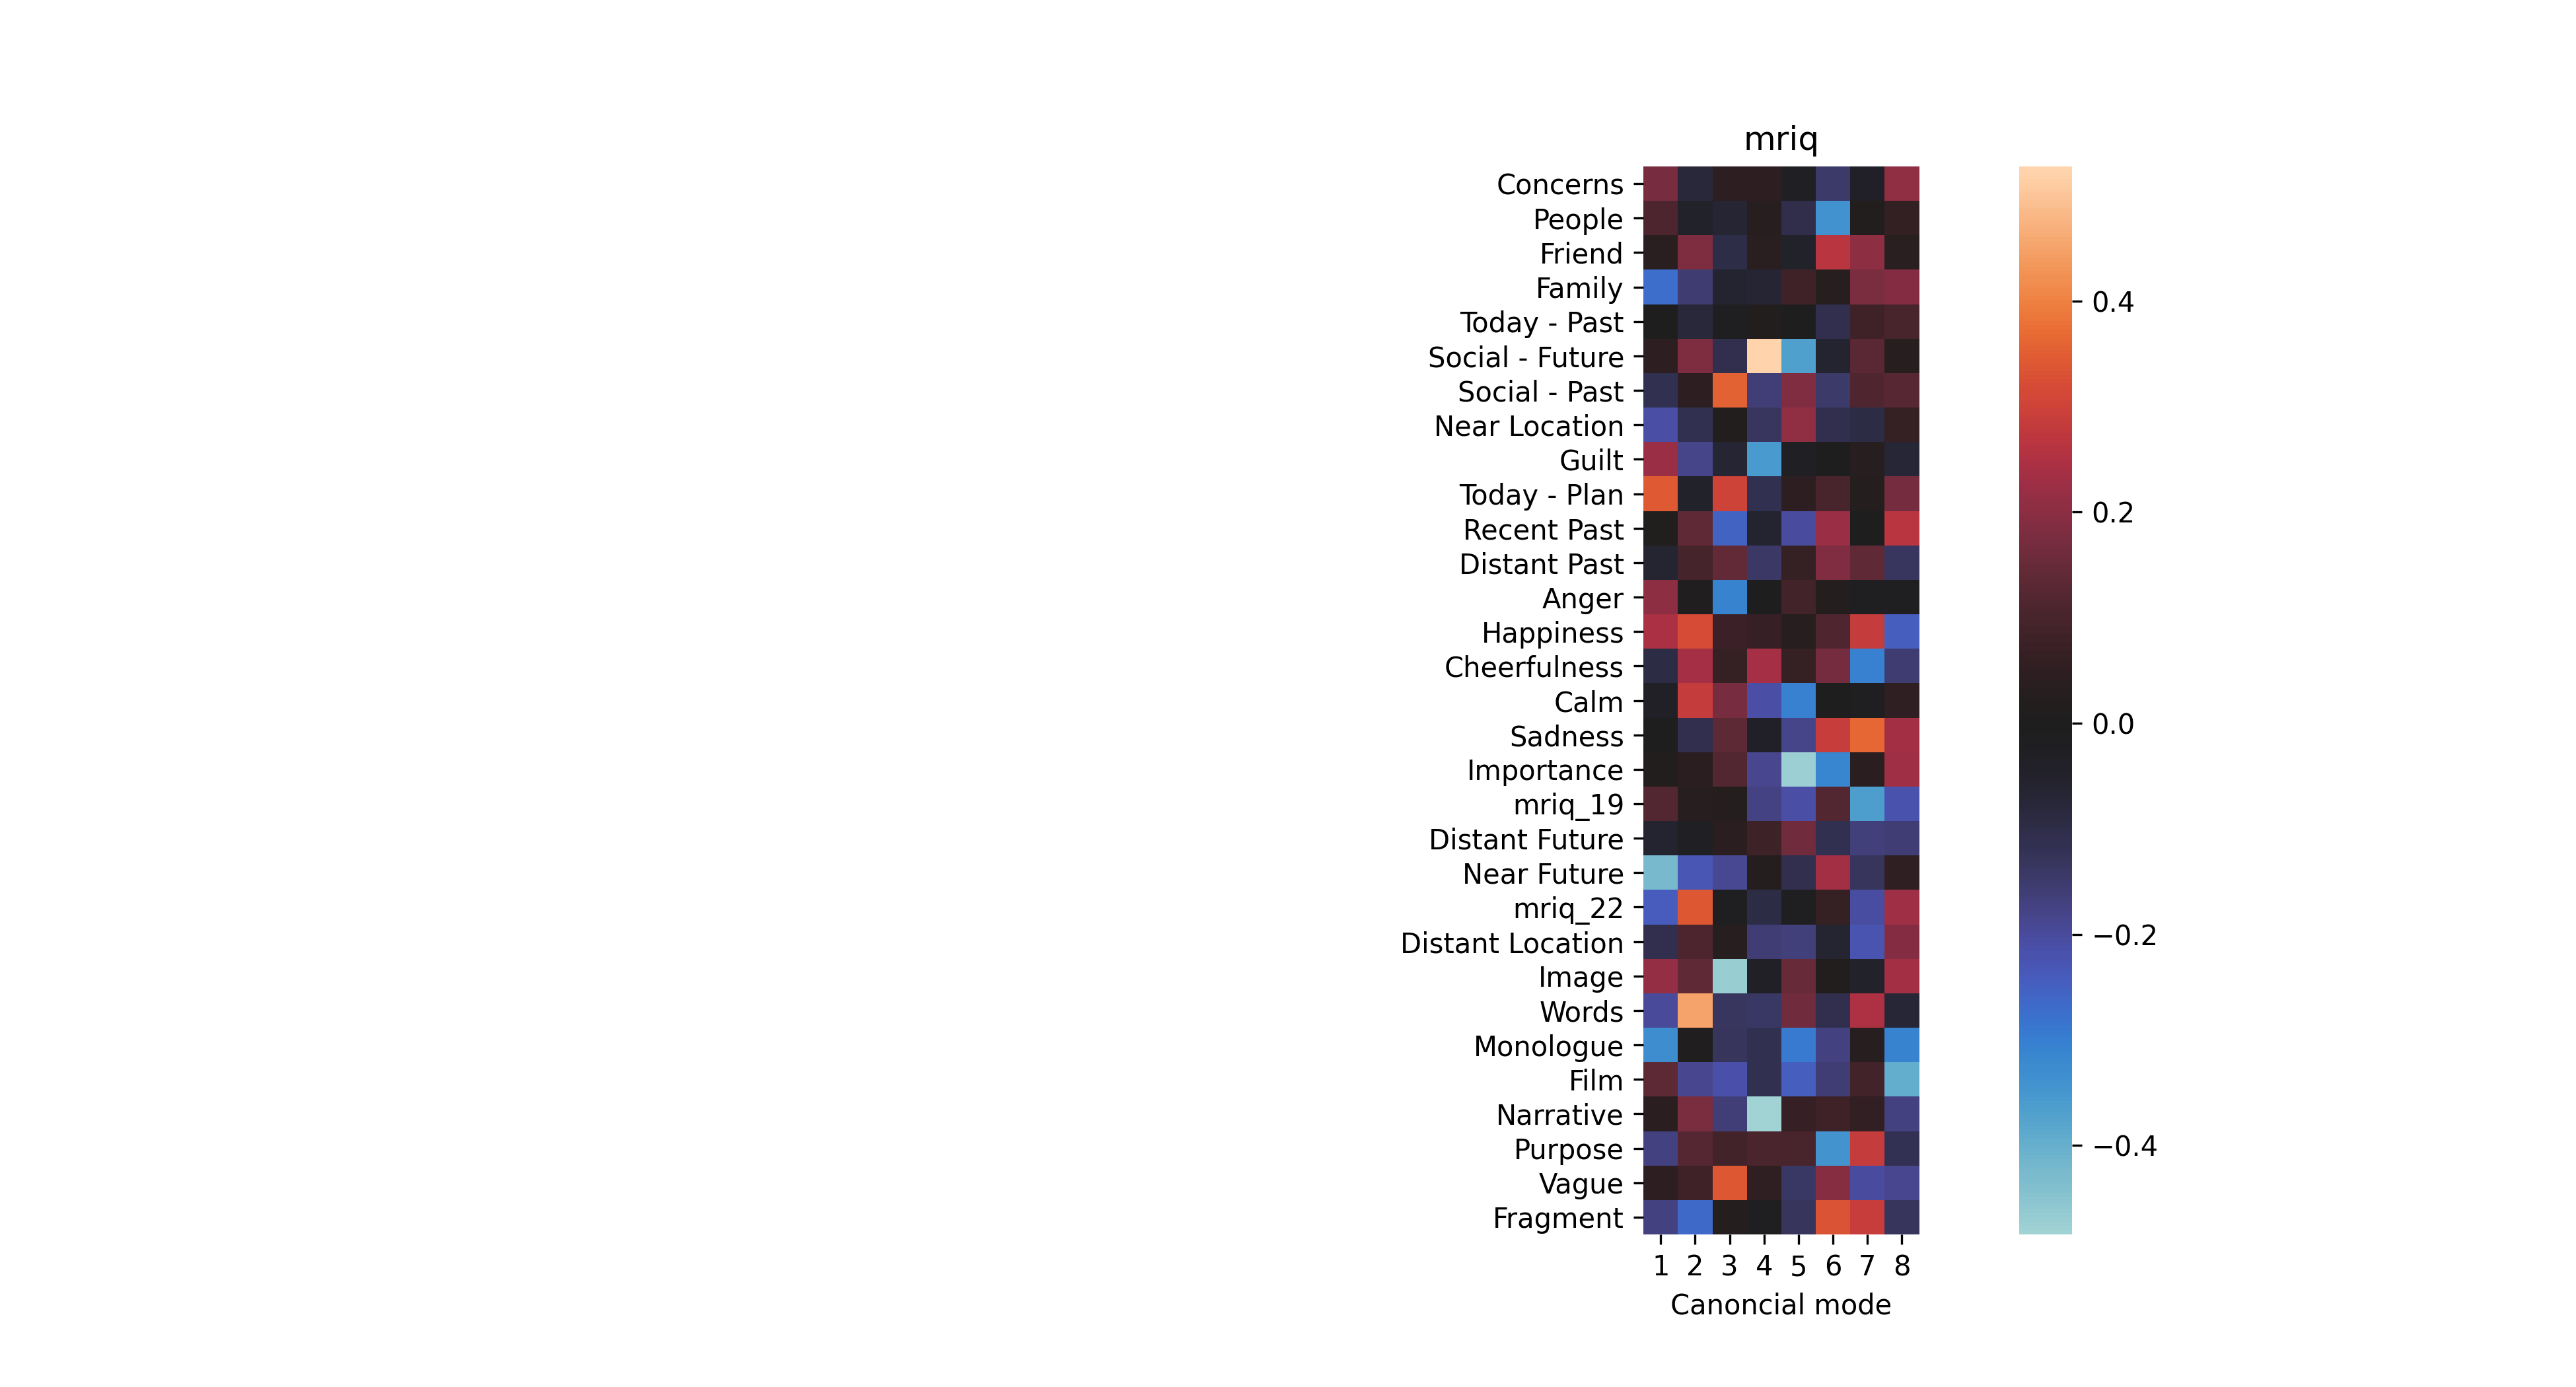 mriq
Concerns
People
Friend
Family
Today - Past
Social - Future
Social - Past
Near Location
Guilt
Today - Plan
Recent Past
Distant Past
Anger
Happiness
Cheerfulness
Calm
Sadness
Importance
mriq_19
Distant Future
Near Future
mriq_22
Distant Location
Image
Words
Monologue
Film
Narrative
Purpose
Vague
Fragment
1 2 3 4 5 6 7 8
Canoncial mode
0.4
0.2
0.0
−0.2
−0.4